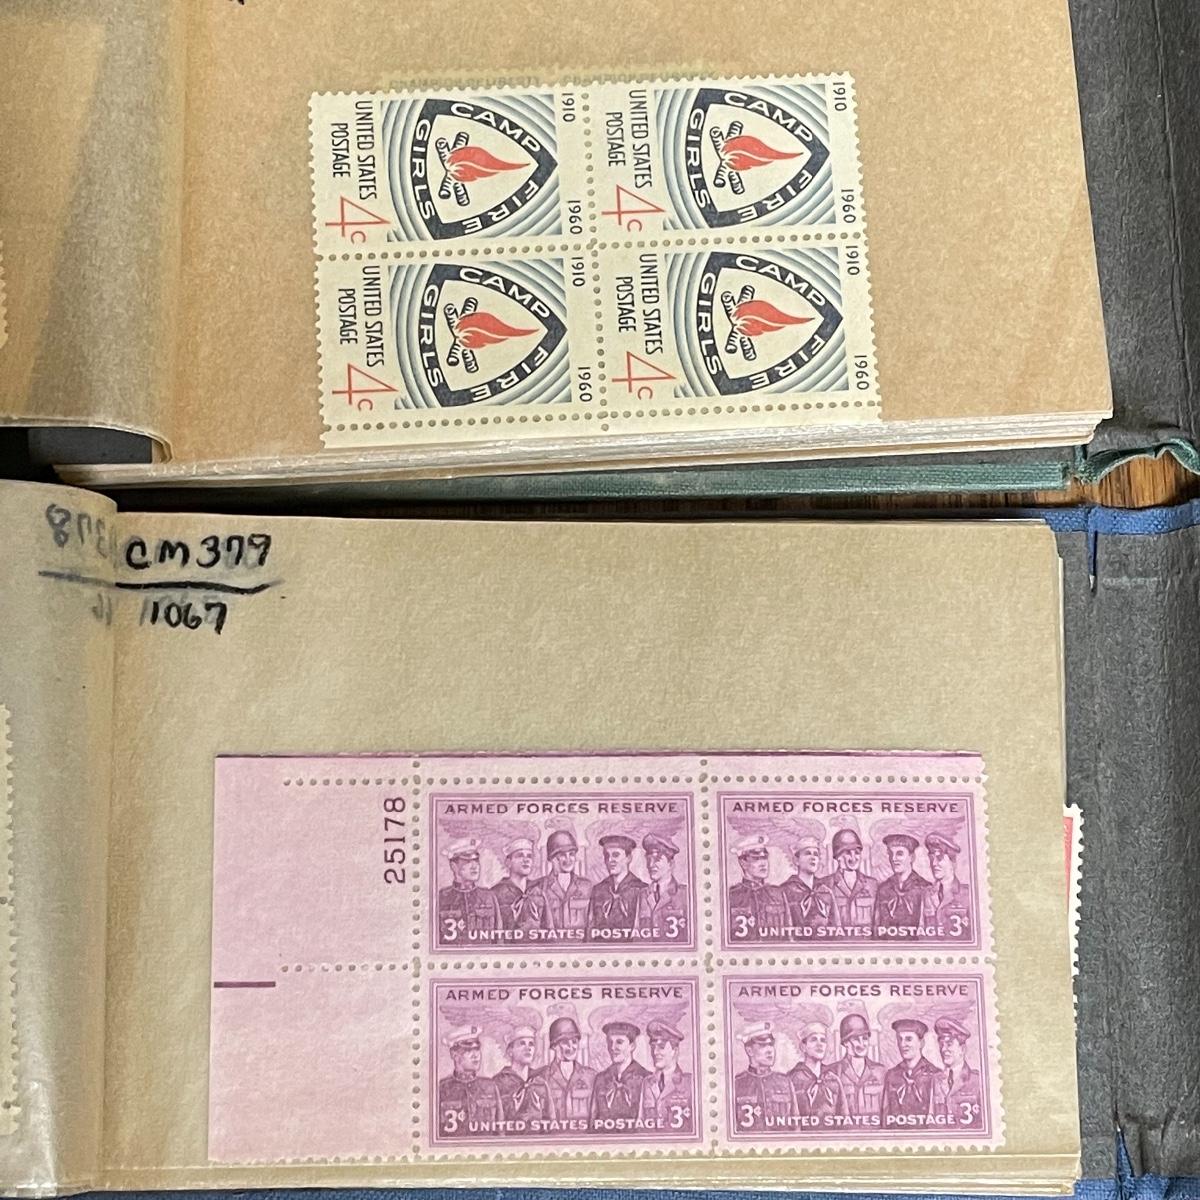 1910 1960
CAMP FIRE GIRLS
UNITED STATES
POSTAGE
4c
1910 1960
CAMP FIRE GIRLS
UNITED STATES
POSTAGE
4c
1910 1960
CAMP FIRE GIRLS
UNITED STATES
POSTAGE
4c
1910 1960
CAMP FIRE GIRLS
UNITED STATES
POSTAGE
4c
CM379
1067
25178
ARMED FORCES RESERVE
3¢ UNITED STATES POSTAGE 3¢
ARMED FORCES RESERVE
3¢ UNITED STATES POSTAGE 3¢
ARMED FORCES RESERVE
3¢ UNITED STATES POSTAGE 3¢
ARMED FORCES RESERVE
3¢ UNITED STATES POSTAGE 3¢